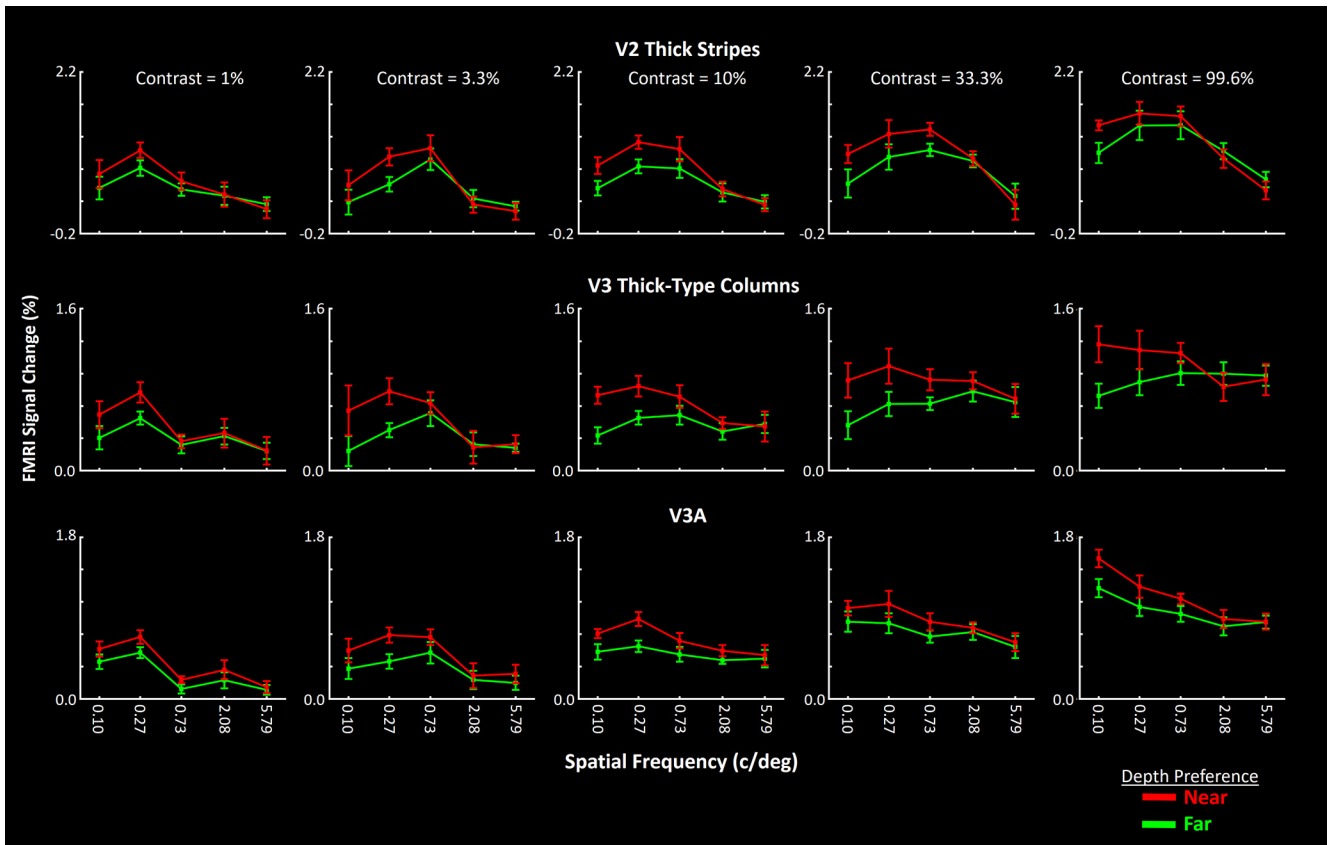 V2 Thick Stripes
Contrast = 1% Contrast = 3.3% Contrast = 10% Contrast = 33.3% Contrast = 99.6%
2.2 2.2 2.2 2.2 2.2
-0.2 -0.2 -0.2 -0.2 -0.2
V3 Thick-Type Columns
1.6 1.6 1.6 1.6 1.6
0.0 0.0 0.0 0.0 0.0
FMRI Signal Change (%)
V3A
1.8 1.8 1.8 1.8 1.8
0.0 0.0 0.0 0.0 0.0
0.10 0.27 0.73 2.08 5.79 0.10 0.27 0.73 2.08 5.79 0.10 0.27 0.73 2.08 5.79 0.10 0.27 0.73 2.08 5.79 0.10 0.27 0.73 2.08 5.79
Spatial Frequency (c/deg)
Depth Preference
Near
Far